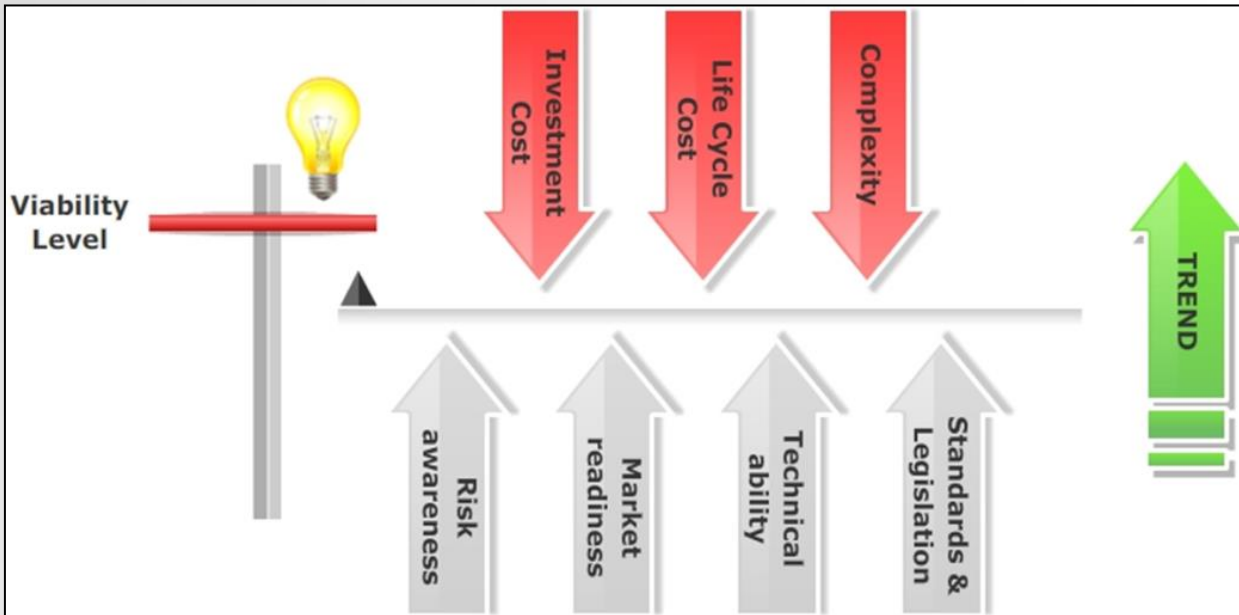 Viability
Level
Investment
Cost
Life Cycle
Cost
Complexity
TREND
Risk
awareness
Market
readiness
Technical
ability
Standards &
Legislation